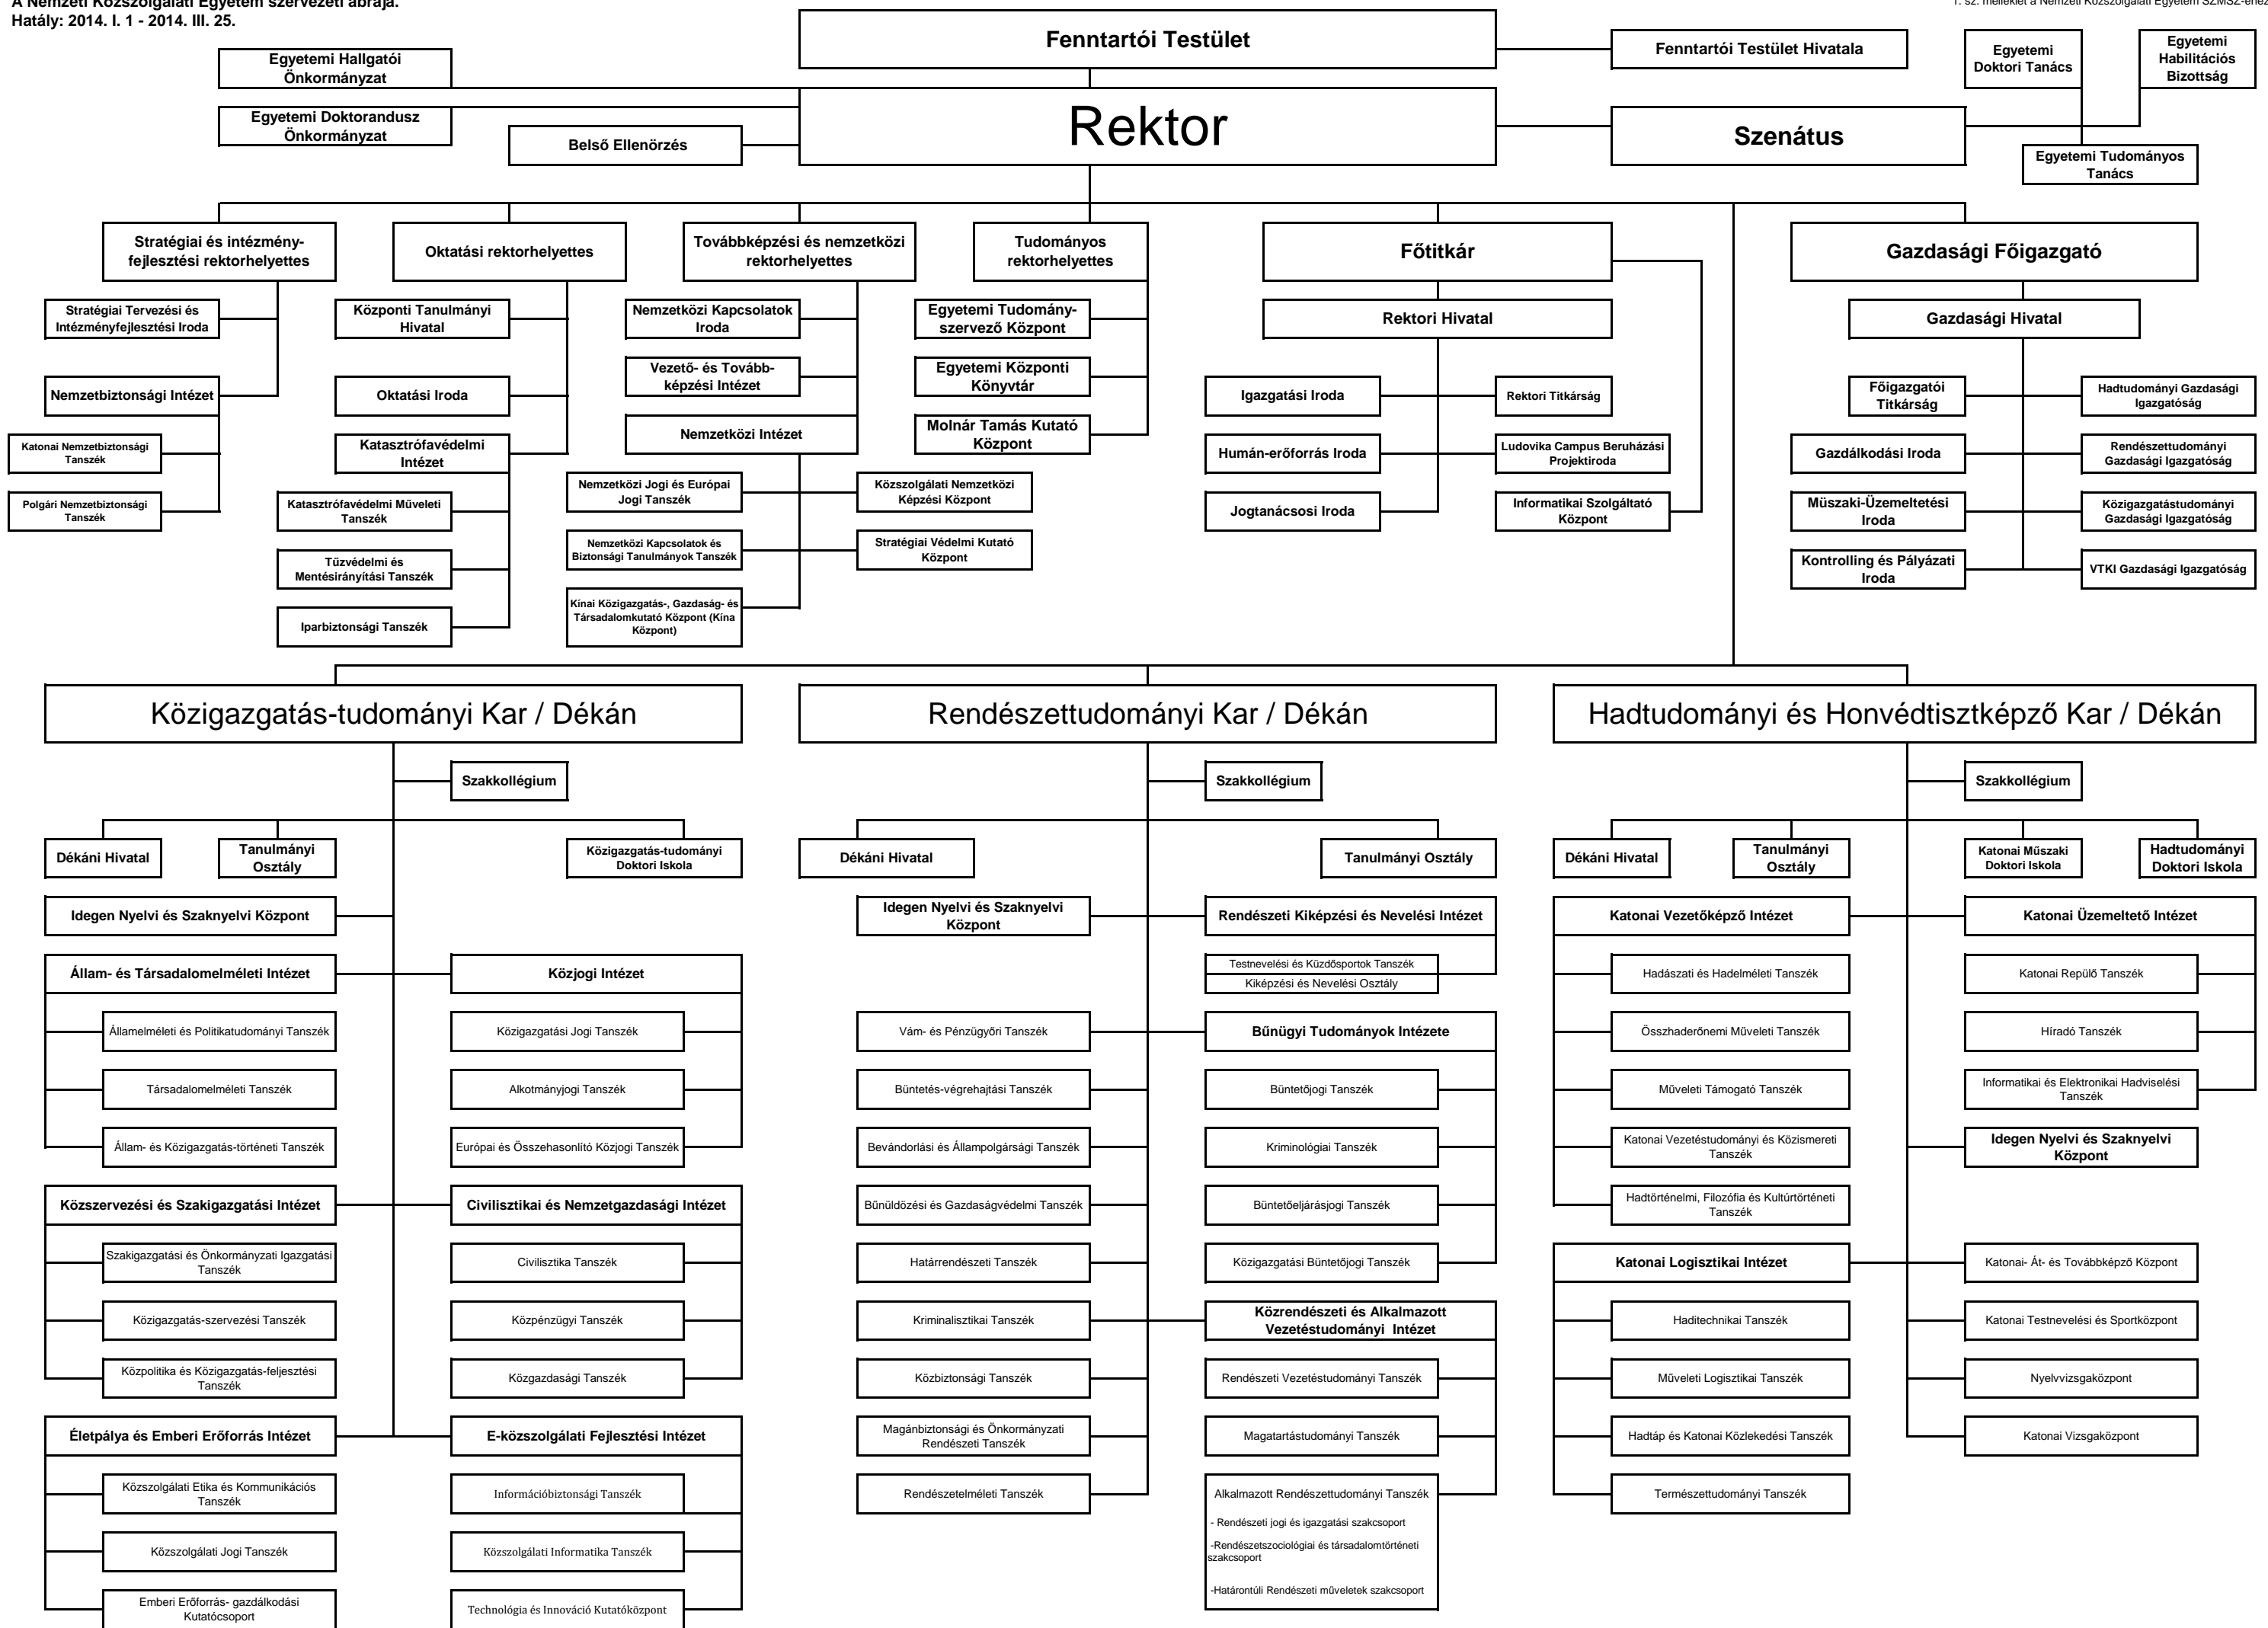 A Nemzeti Közszolgálati Egyetem szervezeti ábrája.
Hatály: 2014. I. 1 - 2014. III. 25.
1. sz. melléklet a Nemzeti Közszolgálati Egyetem SZMSZ-éhez
Fenntartói Testület
Fenntartói Testület Hivatala
Egyetemi
Doktori Tanács
Egyetemi
Habilitációs
Bizottság
Egyetemi Hallgatói
Önkormányzat
Egyetemi Doktorandusz
Önkormányzat
Belső Ellenőrzés
Rektor
Szenátus
Egyetemi Tudományos
Tanács
Stratégiai és intézmény-
fejlesztési rektorhelyettes
Oktatási rektorhelyettes
Továbbképzési és nemzetközi
rektorhelyettes
Tudományos
rektorhelyettes
Főtitkár
Gazdasági Főigazgató
Stratégiai Tervezési és
Intézményfejlesztési Iroda
Nemzetbiztonsági Intézet
Katonai Nemzetbiztonsági
Tanszék
Polgári Nemzetbiztonsági
Tanszék
Központi Tanulmányi
Hivatal
Oktatási Iroda
Katasztrófavédelmi
Intézet
Katasztrófavédelmi Műveleti
Tanszék
Tűzvédelmi és
Mentésirányítási Tanszék
Iparbiztonsági Tanszék
Nemzetközi Kapcsolatok
Iroda
Vezető- és Tovább-
képzési Intézet
Nemzetközi Intézet
Nemzetközi Jogi és Európai
Jogi Tanszék
Közszolgálati Nemzetközi
Képzési Központ
Nemzetközi Kapcsolatok és
Biztonsági Tanulmányok Tanszék
Stratégiai Védelmi Kutató
Központ
Kínai Közigazgatás-, Gazdaság- és
Társadalomkutató Központ (Kína
Központ)
Egyetemi Tudomány-
szervező Központ
Egyetemi Központi
Könyvtár
Molnár Tamás Kutató
Központ
Rektori Hivatal
Igazgatási Iroda
Rektori Titkárság
Humán-erőforrás Iroda
Ludovika Campus Beruházási
Projektiroda
Jogtanácsosi Iroda
Informatikai Szolgáltató
Központ
Gazdasági Hivatal
Főigazgatói
Titkárság
Hadtudományi Gazdasági
Igazgatóság
Gazdálkodási Iroda
Rendészettudományi
Gazdasági Igazgatóság
Müszaki-Üzemeltetési
Iroda
Közigazgatástudományi
Gazdasági Igazgatóság
Kontrolling és Pályázati
Iroda
VTKI Gazdasági Igazgatóság
Közigazgatás-tudományi Kar / Dékán
Szakkollégium
Dékáni Hivatal
Tanulmányi
Osztály
Közigazgatás-tudományi
Doktori Iskola
Idegen Nyelvi és Szaknyelvi Központ
Állam- és Társadalomelméleti Intézet
Államelméleti és Politikatudományi Tanszék
Társadalomelméleti Tanszék
Állam- és Közigazgatás-történeti Tanszék
Közjogi Intézet
Közigazgatási Jogi Tanszék
Alkotmányjogi Tanszék
Európai és Összehasonlító Közjogi Tanszék
Közszervezési és Szakigazgatási Intézet
Szakigazgatási és Önkormányzati Igazgatási
Tanszék
Közigazgatás-szervezési Tanszék
Közpolitika és Közigazgatás-feljesztési
Tanszék
Civilisztikai és Nemzetgazdasági Intézet
Civilisztika Tanszék
Közpénzügyi Tanszék
Közgazdasági Tanszék
Életpálya és Emberi Erőforrás Intézet
Közszolgálati Etika és Kommunikációs
Tanszék
Közszolgálati Jogi Tanszék
Emberi Erőforrás- gazdálkodási
Kutatócsoport
E-közszolgálati Fejlesztési Intézet
Információbiztonsági Tanszék
Közszolgálati Informatika Tanszék
Technológia és Innováció Kutatóközpont
Rendészettudományi Kar / Dékán
Szakkollégium
Dékáni Hivatal
Tanulmányi Osztály
Idegen Nyelvi és Szaknyelvi
Központ
Vám- és Pénzügyőri Tanszék
Büntetés-végrehajtási Tanszék
Bevándorlási és Állampolgársági Tanszék
Bűnüldözési és Gazdaságvédelmi Tanszék
Határrendészeti Tanszék
Kriminalisztikai Tanszék
Közbiztonsági Tanszék
Magánbiztonsági és Önkormányzati
Rendészeti Tanszék
Rendészetelméleti Tanszék
Rendészeti Kiképzési és Nevelési Intézet
Testnevelési és Küzdősportok Tanszék
Kiképzési és Nevelési Osztály
Bűnügyi Tudományok Intézete
Büntetőjogi Tanszék
Kriminológiai Tanszék
Büntetőeljárásjogi Tanszék
Közigazgatási Büntetőjogi Tanszék
Közrendészeti és Alkalmazott
Vezetéstudományi Intézet
Rendészeti Vezetéstudományi Tanszék
Magatartástudományi Tanszék
Alkalmazott Rendészettudományi Tanszék
- Rendészeti jogi és igazgatási szakcsoport
-Rendészetszociológiai és társadalomtörténeti
szakcsoport
-Határontúli Rendészeti műveletek szakcsoport
Hadtudományi és Honvédtisztképző Kar / Dékán
Szakkollégium
Dékáni Hivatal
Tanulmányi
Osztály
Katonai Műszaki
Doktori Iskola
Hadtudományi
Doktori Iskola
Katonai Vezetőképző Intézet
Hadászati és Hadelméleti Tanszék
Összhaderőnemi Műveleti Tanszék
Műveleti Támogató Tanszék
Katonai Vezetéstudományi és Közismereti
Tanszék
Hadtörténelmi, Filozófia és Kultúrtörténeti
Tanszék
Katonai Logisztikai Intézet
Haditechnikai Tanszék
Műveleti Logisztikai Tanszék
Hadtáp és Katonai Közlekedési Tanszék
Természettudományi Tanszék
Katonai Üzemeltető Intézet
Katonai Repülő Tanszék
Híradó Tanszék
Informatikai és Elektronikai Hadviselési
Tanszék
Idegen Nyelvi és Szaknyelvi
Központ
Katonai- Át- és Továbbképző Központ
Katonai Testnevelési és Sportközpont
Nyelvvizsgaközpont
Katonai Vizsgaközpont